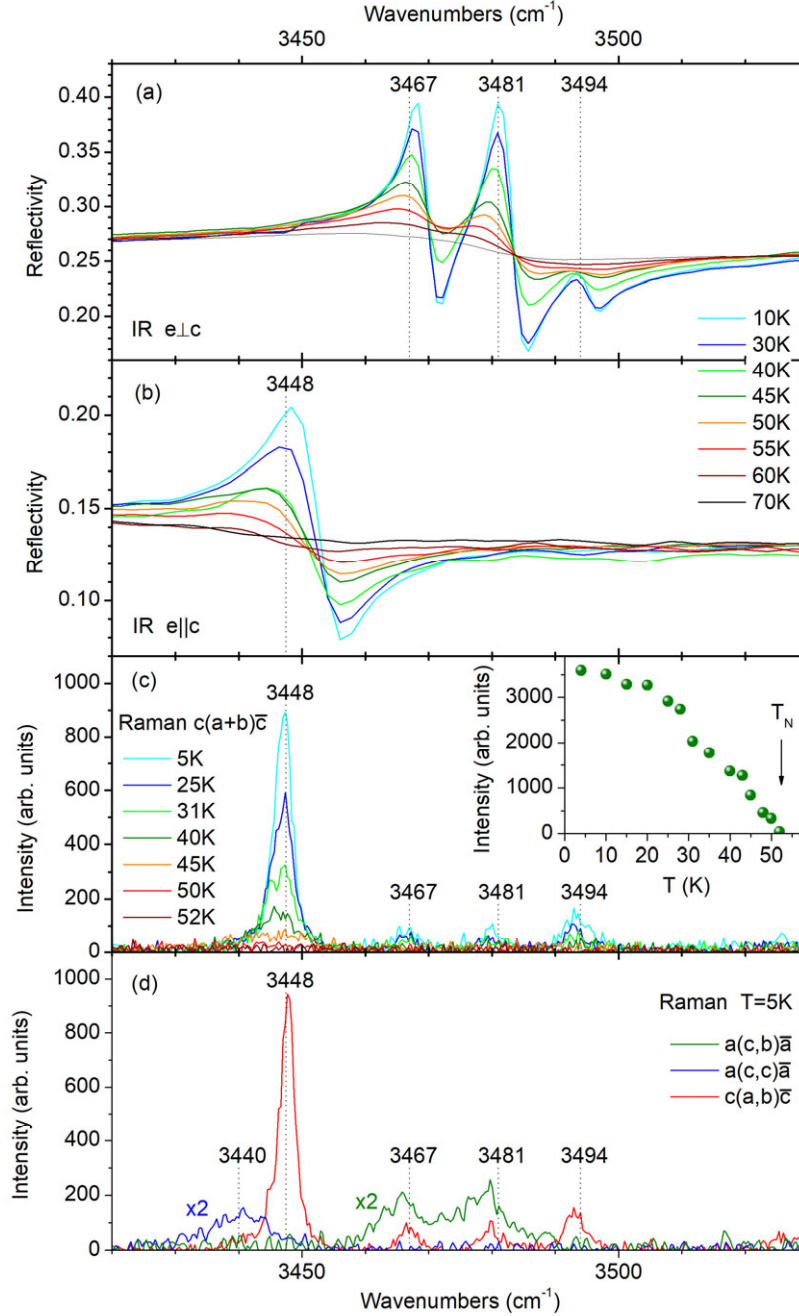 Wavenumbers (cm⁻¹)
3450 3500
(a)
3467 3481 3494
0.40
0.35
0.30
0.25
0.20
Reflectivity
IR e⊥c
10K
30K
40K
45K
50K
55K
60K
70K
(b)
3448
0.20
0.15
0.10
Reflectivity
IR e||c
(c)
3448
Raman c(a+b)c̅
5K
25K
31K
40K
45K
50K
52K
1000
800
600
400
200
0
Intensity (arb. units)
3467 3481 3494
3000
2000
1000
0
Intensity (arb. units)
T_N
0 10 20 30 40 50
T (K)
(d)
3448
Raman T=5K
a(c,b)a̅
a(c,c)a̅
c(a,b)c̅
1000
800
600
400
200
0
Intensity (arb. units)
3440 3467 3481 3494
x2 x2
3450 3500
Wavenumbers (cm⁻¹)